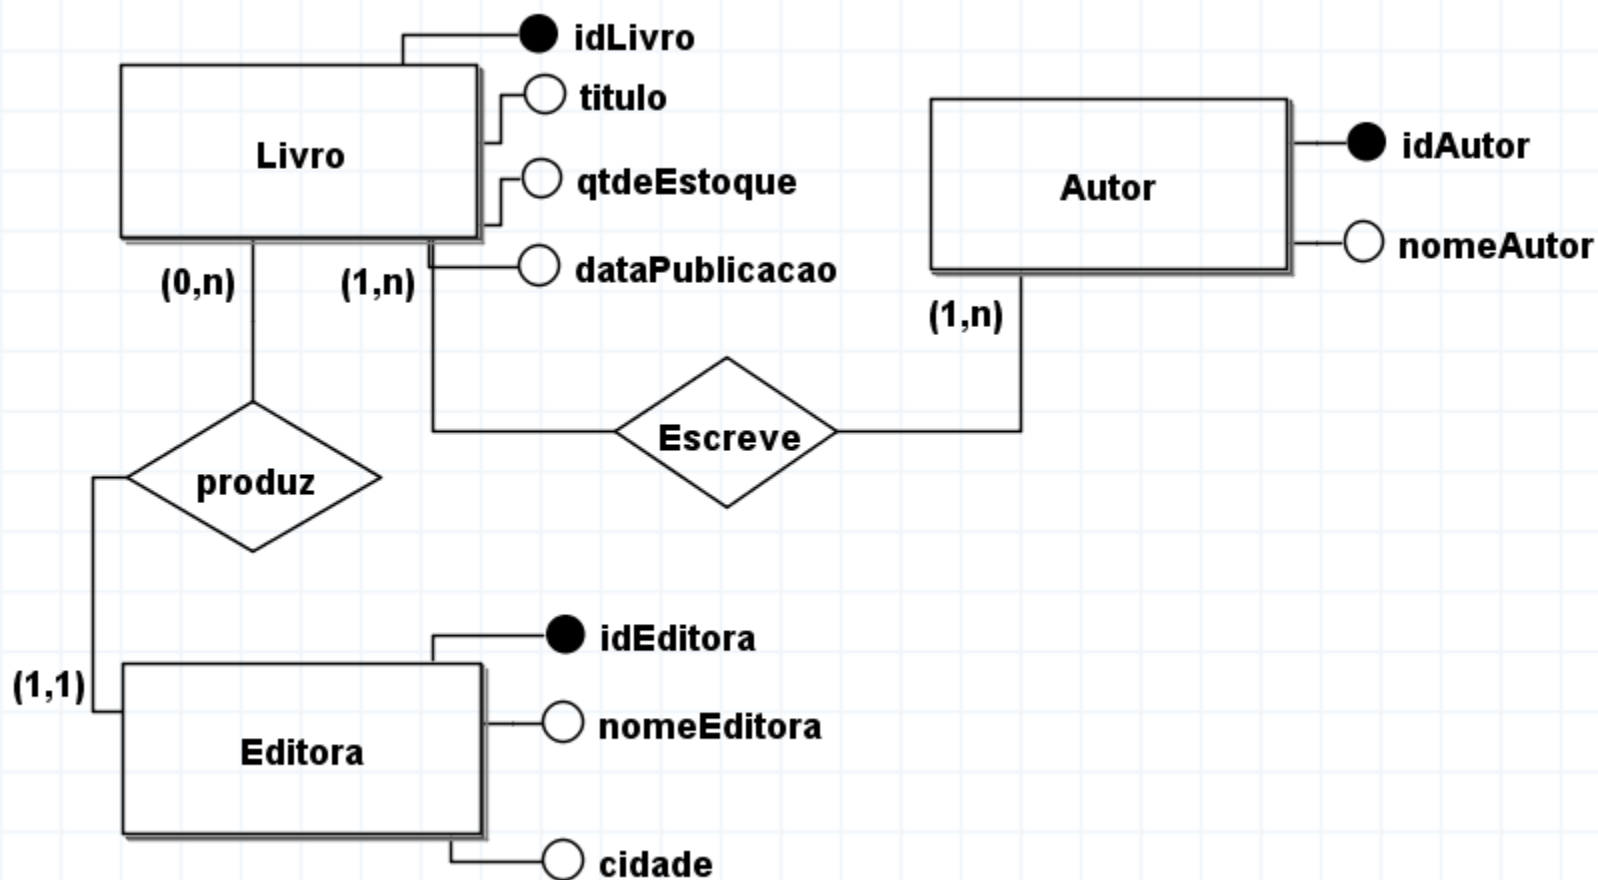 idLivro
titulo
Livro
qtdeEstoque
dataPublicacao
(0,n)
(1,n)
Autor
idAutor
nomeAutor
(1,n)
Escreve
produz
(1,1)
idEditora
nomeEditora
Editora
cidade